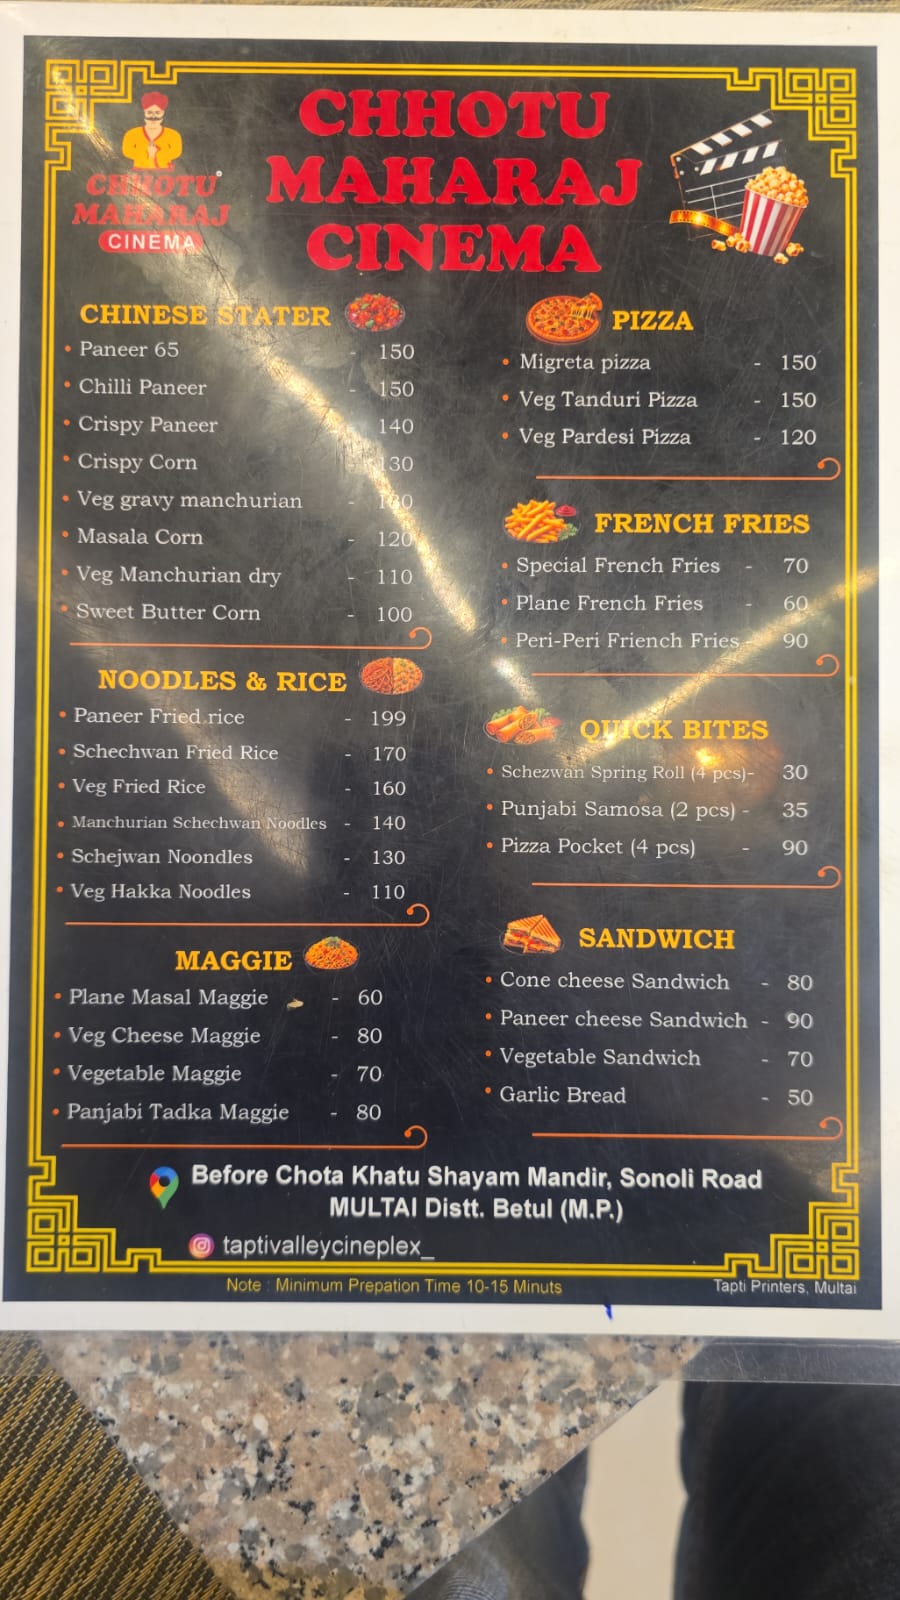 CHHOTU
MAHARAJ
CINEMA
CHHOTU
MAHARAJ
CINEMA
CHINESE STATER
• Paneer 65 - 150
• Chilli Paneer - 150
• Crispy Paneer 140
• Crispy Corn - 130
• Veg gravy manchurian -
• Masala Corn - 120
• Veg Manchurian dry - 110
• Sweet Butter Corn - 100
NOODLES & RICE
• Paneer Fried rice - 199
• Schechwan Fried Rice - 170
• Veg Fried Rice - 160
• Manchurian Schechwan Noodles - 140
• Schejwan Noondles - 130
• Veg Hakka Noodles - 110
MAGGIE
• Plane Masal Maggie - 60
• Veg Cheese Maggie - 80
• Vegetable Maggie - 70
• Panjabi Tadka Maggie - 80
PIZZA
• Migreta pizza - 150
• Veg Tanduri Pizza - 150
• Veg Pardesi Pizza - 120
FRENCH FRIES
• Special French Fries - 70
• Plane French Fries - 60
• Peri-Peri Friench Fries - 90
QUICK BITES
• Schezwan Spring Roll (4 pcs)- 30
• Punjabi Samosa (2 pcs) - 35
• Pizza Pocket (4 pcs) - 90
SANDWICH
• Cone cheese Sandwich - 80
• Paneer cheese Sandwich - 90
• Vegetable Sandwich - 70
• Garlic Bread - 50
Before Chota Khatu Shayam Mandir, Sonoli Road
MULTAI Distt. Betul (M.P.)
taptivalleycineplex_
Note : Minimum Prepation Time 10-15 Minuts
Tapti Printers, Multai